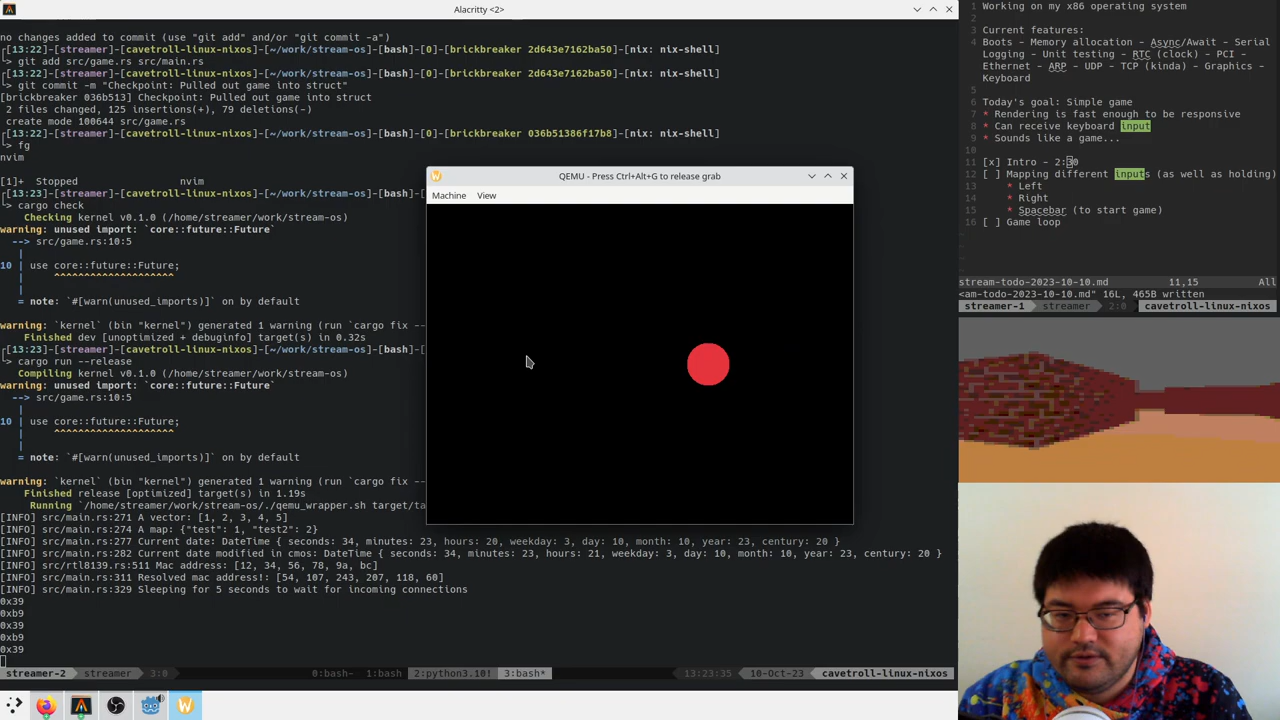 Alacritty <2>
no changes added to commit (use "git add" and/or "git commit -a")
┌[13:22]-[streamer]-[cavetroll-linux-nixos]-[~/work/stream-os]-[bash]-[0]-[brickbreaker 2d643e7162ba50]-[nix: nix-shell]
└> git add src/game.rs src/main.rs
┌[13:22]-[streamer]-[cavetroll-linux-nixos]-[~/work/stream-os]-[bash]-[0]-[brickbreaker 2d643e7162ba50]-[nix: nix-shell]
└> git commit -m "Checkpoint: Pulled out game into struct"
[brickbreaker 036b513] Checkpoint: Pulled out game into struct
2 files changed, 125 insertions(+), 79 deletions(-)
create mode 100644 src/game.rs
┌[13:22]-[streamer]-[cavetroll-linux-nixos]-[~/work/stream-os]-[bash]-[0]-[brickbreaker 036b51386f17b8]-[nix: nix-shell]
└> fg
nvim
[1]+  Stopped                 nvim
┌[13:23]-[streamer]-[cavetroll-linux-nixos]-[~/work/stream-os]-[bash]-
└> cargo check
Checking kernel v0.1.0 (/home/streamer/work/stream-os)
warning: unused import: `core::future::Future`
--> src/game.rs:10:5
|
10 | use core::future::Future;
| ^^^^^^^^^^^^^^^^^^^^
|
= note: `#[warn(unused_imports)]` on by default
warning: `kernel` (bin "kernel") generated 1 warning (run `cargo fix --
Finished dev [unoptimized + debuginfo] target(s) in 0.32s
┌[13:23]-[streamer]-[cavetroll-linux-nixos]-[~/work/stream-os]-[bash]-
└> cargo run --release
Compiling kernel v0.1.0 (/home/streamer/work/stream-os)
warning: unused import: `core::future::Future`
--> src/game.rs:10:5
|
10 | use core::future::Future;
| ^^^^^^^^^^^^^^^^^^^^
|
= note: `#[warn(unused_imports)]` on by default
warning: `kernel` (bin "kernel") generated 1 warning (run `cargo fix --
Finished release [optimized] target(s) in 1.19s
Running `/home/streamer/work/stream-os/./qemu_wrapper.sh target/ta
[INFO] src/main.rs:271 A vector: [1, 2, 3, 4, 5]
[INFO] src/main.rs:274 A map: {"test": 1, "test2": 2}
[INFO] src/main.rs:277 Current date: DateTime { seconds: 34, minutes: 23, hours: 20, weekday: 3, day: 10, month: 10, year: 23, century: 20 }
[INFO] src/main.rs:282 Current date modified in cmos: DateTime { seconds: 34, minutes: 23, hours: 21, weekday: 3, day: 10, month: 10, year: 23, century: 20 }
[INFO] src/rtl8139.rs:511 Mac address: [12, 34, 56, 78, 9a, bc]
[INFO] src/main.rs:311 Resolved mac address!: [54, 107, 243, 207, 118, 60]
[INFO] src/main.rs:329 Sleeping for 5 seconds to wait for incoming connections
0x39
0xb9
0x39
0xb9
0x39
streamer-2 streamer 3:0 0:bash- 1:bash 2:python3.10! 3:bash* 13:23:35 10-Oct-23 cavetroll-linux-nixos
QEMU - Press Ctrl+Alt+G to release grab
Machine View
1 Working on my x86 operating system
2
3 Current features:
4 Boots - Memory allocation - Async/Await - Serial
Logging - Unit testing - RTC (clock) - PCI -
Ethernet - ARP - UDP - TCP (kinda) - Graphics -
Keyboard
5
6 Today's goal: Simple game
7 * Rendering is fast enough to be responsive
8 * Can receive keyboard input
9 * Sounds like a game...
10
11 [x] Intro - 2:30
12 [ ] Mapping different inputs (as well as holding)
13 * Left
14 * Right
15 * Spacebar (to start game)
16 [ ] Game loop
~
~
~
stream-todo-2023-10-10.md 11,15 All
<am-todo-2023-10-10.md" 16L, 465B written
streamer-1 streamer 2:0 cavetroll-linux-nixos